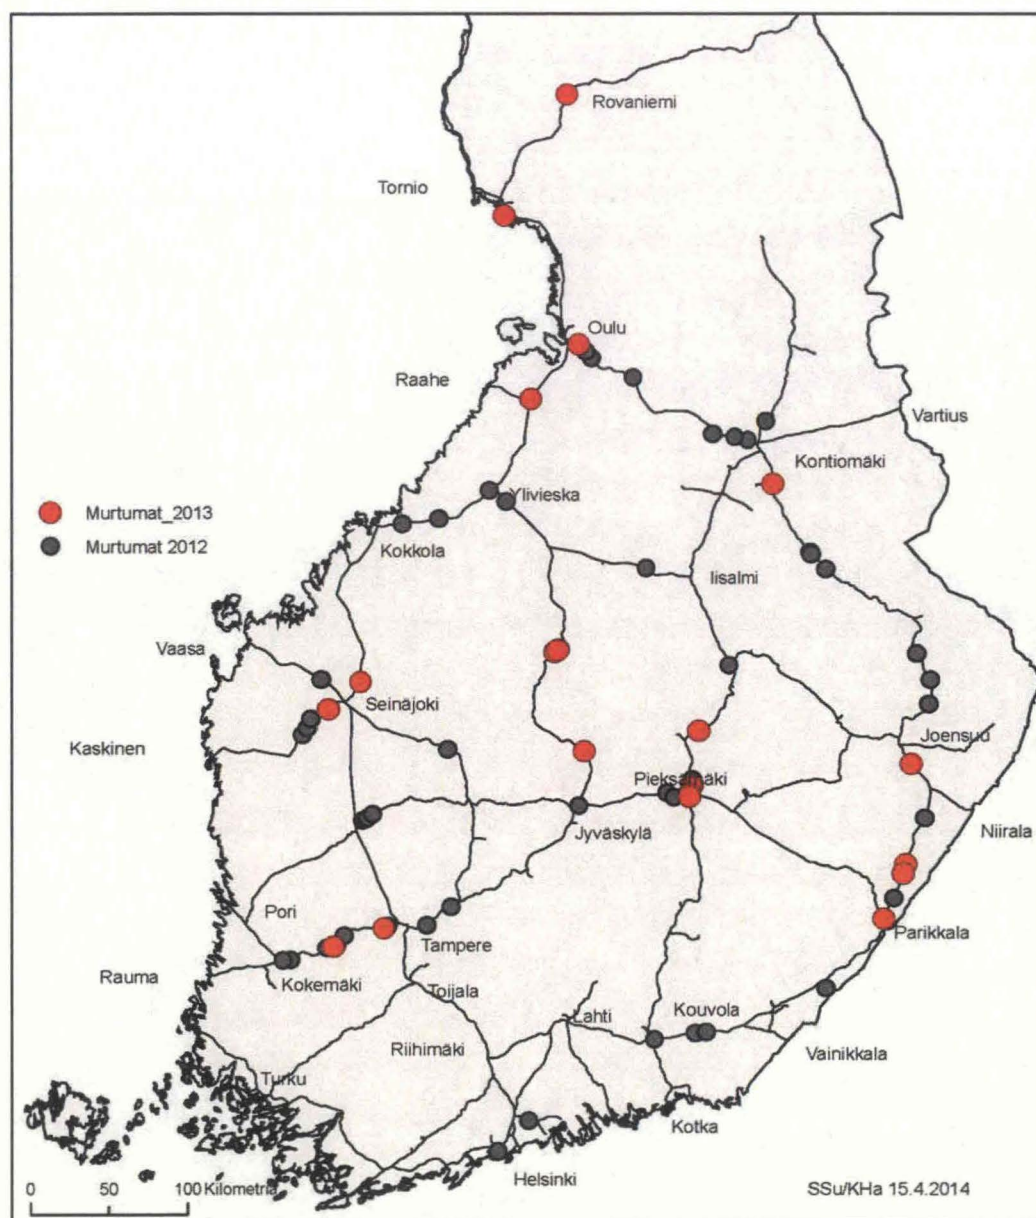 Rovaniemi
Tornio
Oulu
Raahe
Vartius
Kontiomäki
Ylivieska
Murtumat_2013
Murtumat 2012
Kokkola
Iisalmi
Vaasa
Seinäjoki
Kaskinen
Joensuu
Pieksämäki
Niirala
Jyväskylä
Pori
Parikkala
Tampere
Rauma
Kokemäki
Toijala
Kouvola
Lahti
Riihimäki
Vainikkala
Turku
Kotka
Helsinki
0 50 100 Kilometria
SSu/KHa 15.4.2014